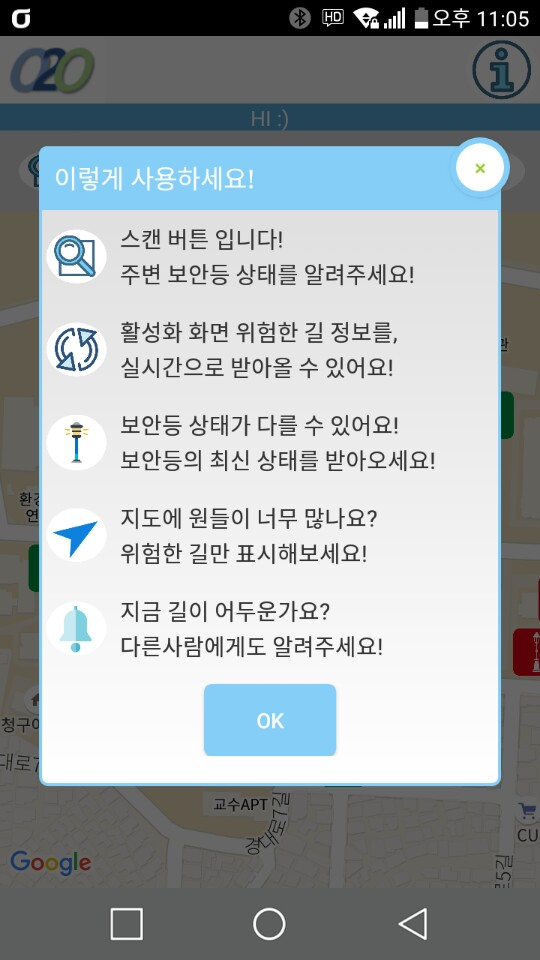 HD
오후 11:05
O2O
HI :)
이렇게 사용하세요!
×
스캔 버튼 입니다!
주변 보안등 상태를 알려주세요!
활성화 화면 위험한 길 정보를,
실시간으로 받아올 수 있어요!
보안등 상태가 다를 수 있어요!
보안등의 최신 상태를 받아오세요!
지도에 원들이 너무 많나요?
위험한 길만 표시해보세요!
지금 길이 어두운가요?
다른사람에게도 알려주세요!
OK
관
환경
연
청구아
대로7
교수APT
경대로7길
CU
로5길
Google